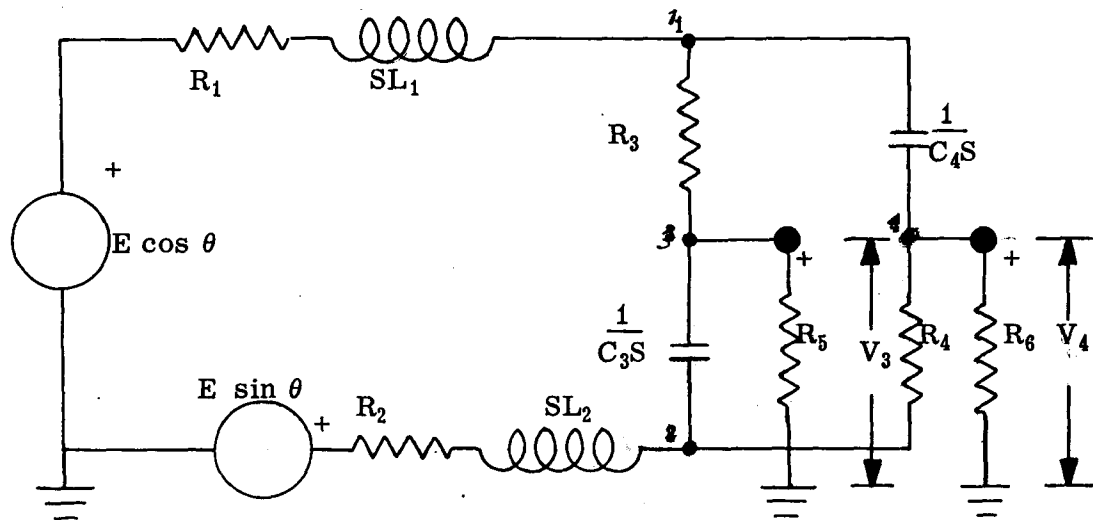 1
R₁
SL₁
R₃
1
C₄S
+
E cos θ
3
+
4
+
1
C₃S
R₅
V₃
R₄
R₆
V₄
E sin θ
+
R₂
SL₂
2